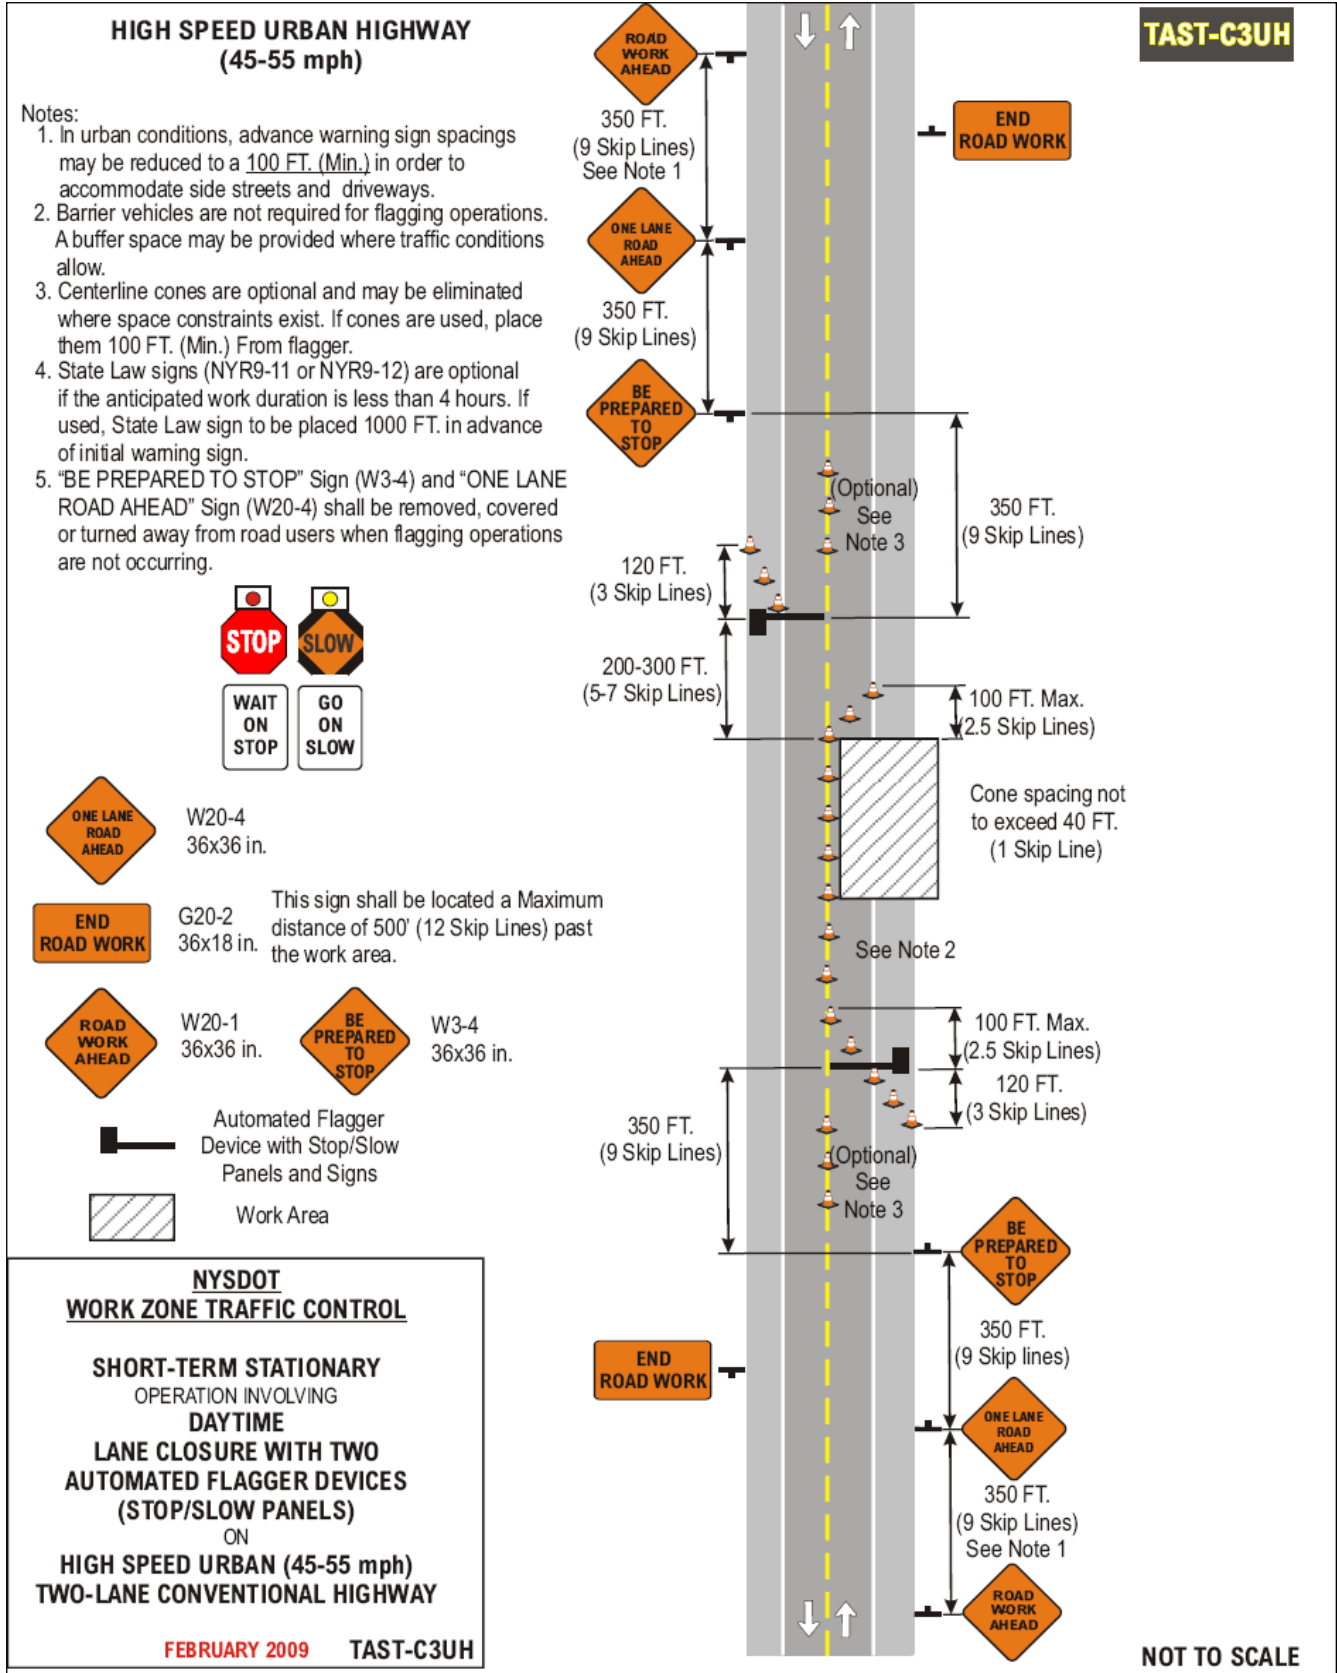 HIGH SPEED URBAN HIGHWAY
(45-55 mph)
TAST-C3UH
Notes:
1. In urban conditions, advance warning sign spacings
may be reduced to a 100 FT. (Min.) in order to
accommodate side streets and driveways.
2. Barrier vehicles are not required for flagging operations.
A buffer space may be provided where traffic conditions
allow.
3. Centerline cones are optional and may be eliminated
where space constraints exist. If cones are used, place
them 100 FT. (Min.) From flagger.
4. State Law signs (NYR9-11 or NYR9-12) are optional
if the anticipated work duration is less than 4 hours. If
used, State Law sign to be placed 1000 FT. in advance
of initial warning sign.
5. “BE PREPARED TO STOP” Sign (W3-4) and “ONE LANE
ROAD AHEAD” Sign (W20-4) shall be removed, covered
or turned away from road users when flagging operations
are not occurring.
STOP
SLOW
WAIT
ON
STOP
GO
ON
SLOW
ONE LANE
ROAD
AHEAD
W20-4
36x36 in.
END
ROAD WORK
G20-2
36x18 in.
This sign shall be located a Maximum
distance of 500' (12 Skip Lines) past
the work area.
ROAD
WORK
AHEAD
W20-1
36x36 in.
BE
PREPARED
TO
STOP
W3-4
36x36 in.
Automated Flagger
Device with Stop/Slow
Panels and Signs
Work Area
NYSDOT
WORK ZONE TRAFFIC CONTROL
SHORT-TERM STATIONARY
OPERATION INVOLVING
DAYTIME
LANE CLOSURE WITH TWO
AUTOMATED FLAGGER DEVICES
(STOP/SLOW PANELS)
ON
HIGH SPEED URBAN (45-55 mph)
TWO-LANE CONVENTIONAL HIGHWAY
FEBRUARY 2009 TAST-C3UH
ROAD
WORK
AHEAD
350 FT.
(9 Skip Lines)
See Note 1
END
ROAD WORK
ONE LANE
ROAD
AHEAD
350 FT.
(9 Skip Lines)
BE
PREPARED
TO
STOP
(Optional)
See
Note 3
350 FT.
(9 Skip Lines)
120 FT.
(3 Skip Lines)
200-300 FT.
(5-7 Skip Lines)
100 FT. Max.
(2.5 Skip Lines)
Cone spacing not
to exceed 40 FT.
(1 Skip Line)
See Note 2
100 FT. Max.
(2.5 Skip Lines)
120 FT.
(3 Skip Lines)
350 FT.
(9 Skip Lines)
(Optional)
See
Note 3
BE
PREPARED
TO
STOP
350 FT.
(9 Skip lines)
END
ROAD WORK
ONE LANE
ROAD
AHEAD
350 FT.
(9 Skip Lines)
See Note 1
ROAD
WORK
AHEAD
NOT TO SCALE